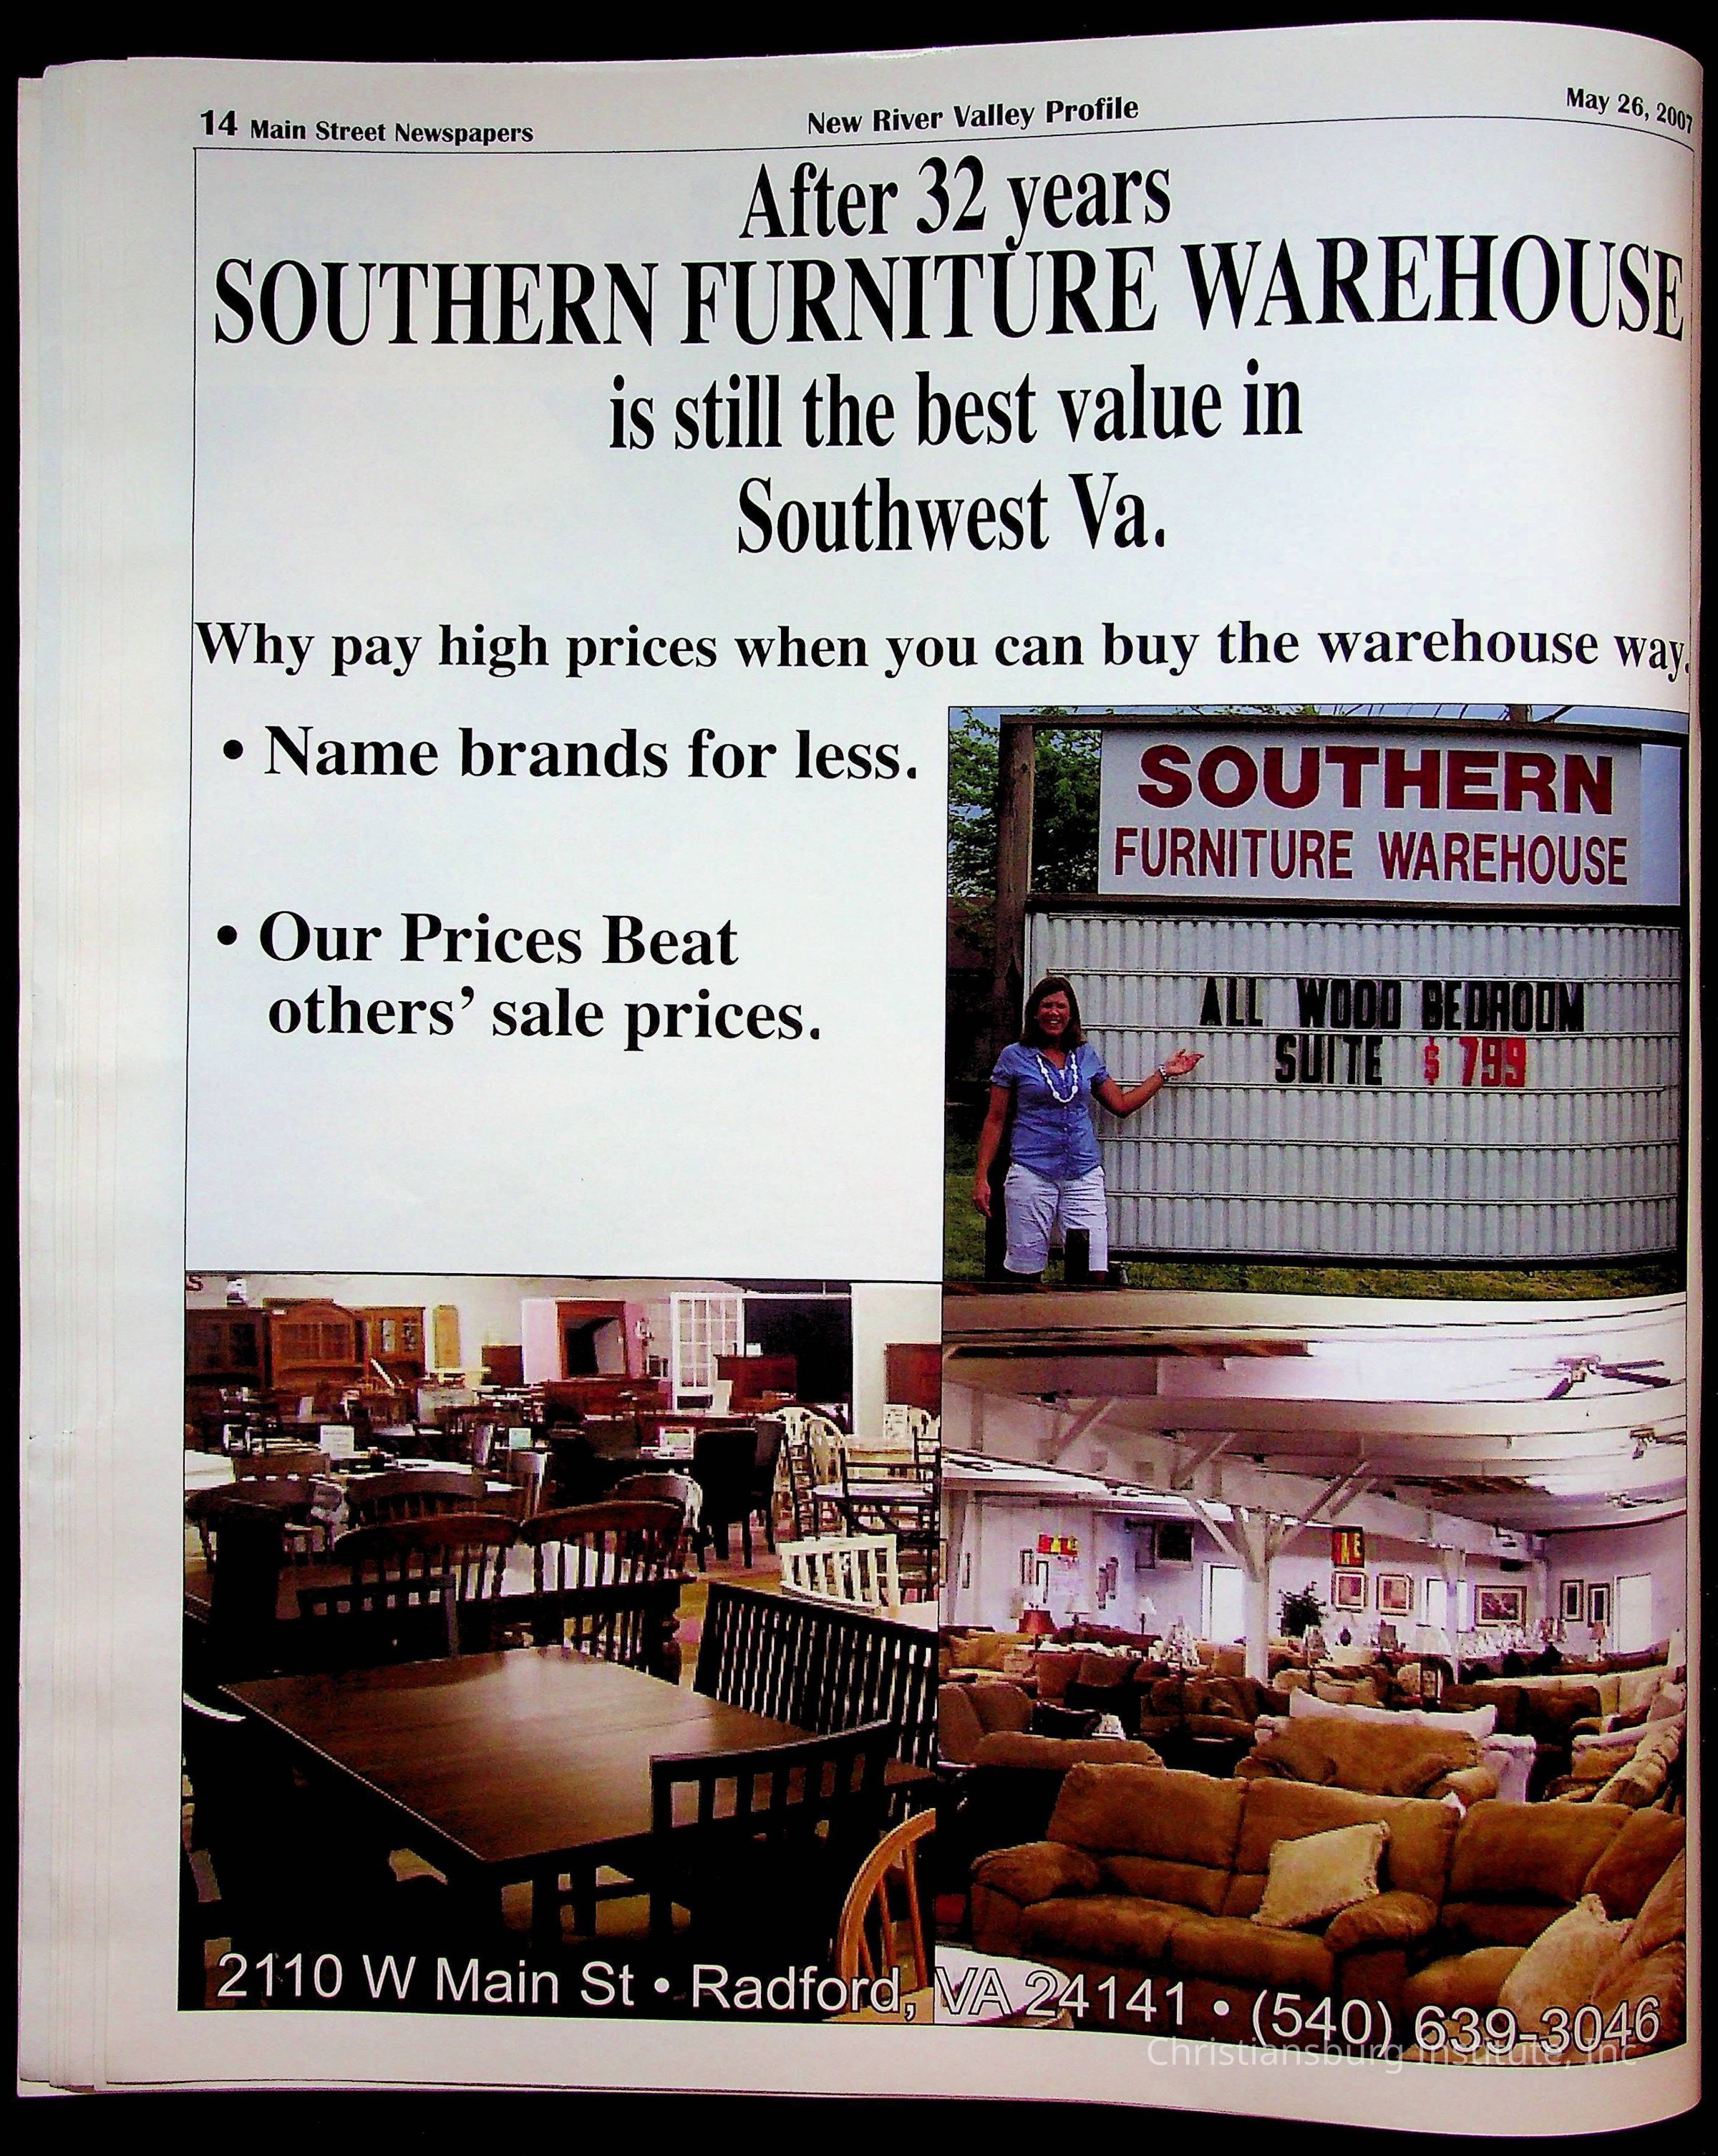 14 Main Street Newspapers
New River Valley Profile
May 26, 2007
After 32 years
SOUTHERN FURNITURE WAREHOUSE
is still the best value in
Southwest Va.
Why pay high prices when you can buy the warehouse way.
• Name brands for less.
• Our Prices Beat
others’ sale prices.
SOUTHERN
FURNITURE WAREHOUSE
ALL WOOD BEDROOM
SUITE $ 799
2110 W Main St • Radford, VA 24141 • (540) 639-3046
Christiansburg Institute, Inc